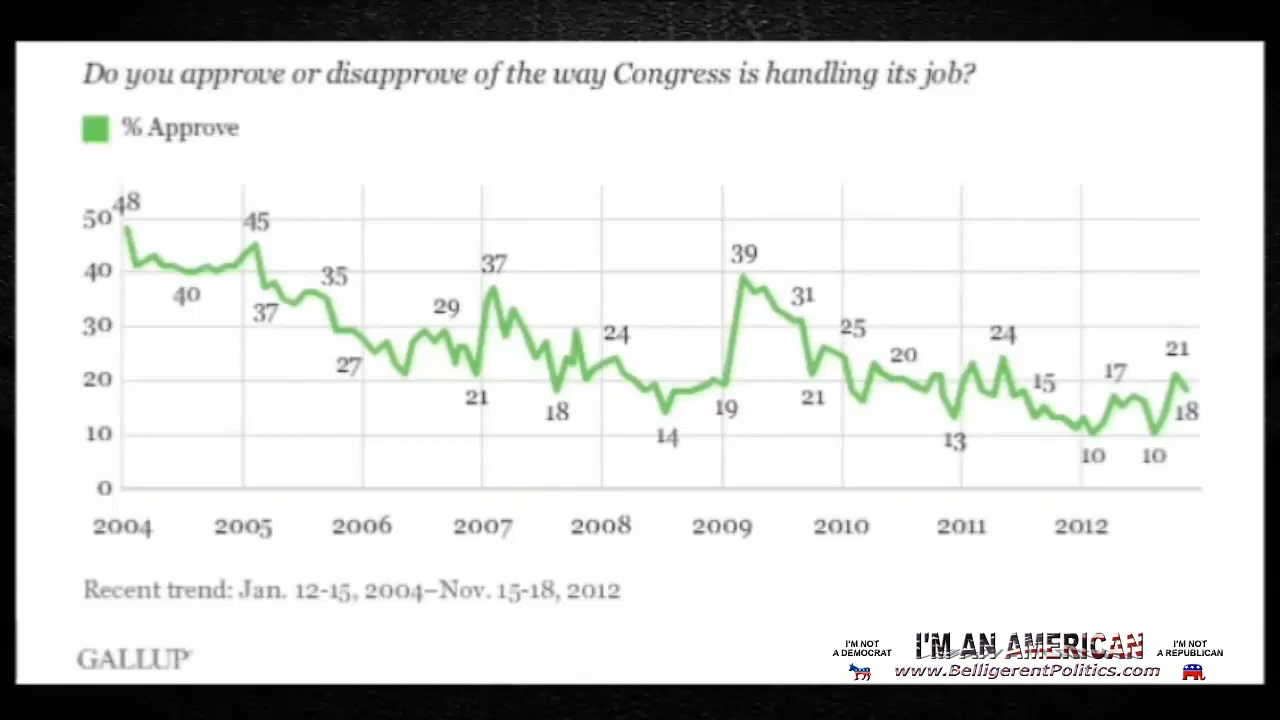 Do you approve or disapprove of the way Congress is handling its job?
% Approve
48
45
37
39
40
37
35
29
27
21
18
24
14
19
31
21
25
20
13
24
15
10
17
10
21
18
50
40
30
20
10
0
2004 2005 2006 2007 2008 2009 2010 2011 2012
Recent trend: Jan. 12-15, 2004–Nov. 15-18, 2012
GALLUP
I'M NOT
A DEMOCRAT
I'M AN AMERICAN
I'M NOT
A REPUBLICAN
www.BelligerentPolitics.com